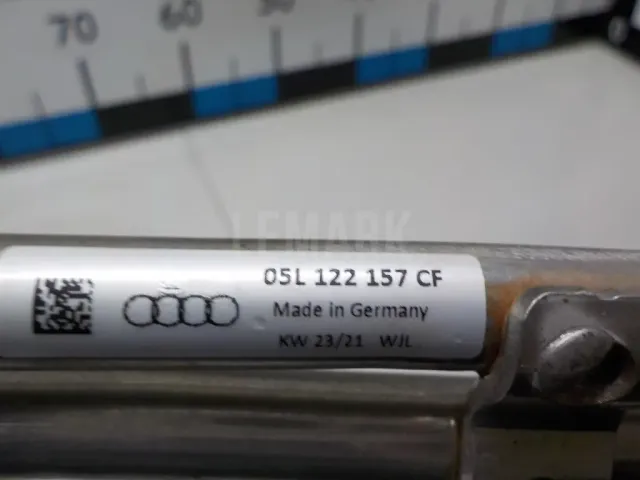 70 60
LEMARK
05L 122 157 CF
Made in Germany
KW 23/21 WJL